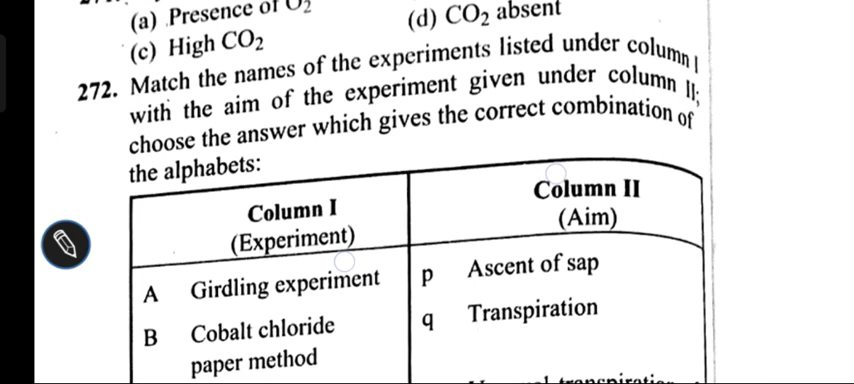 (a) Presence of O2
(d) CO2 absent
(c) High CO2
272. Match the names of the experiments listed under column I
with the aim of the experiment given under column II;
choose the answer which gives the correct combination of
the alphabets:
Column I
(Experiment)
Column II
(Aim)
A Girdling experiment
p Ascent of sap
B Cobalt chloride
paper method
q Transpiration